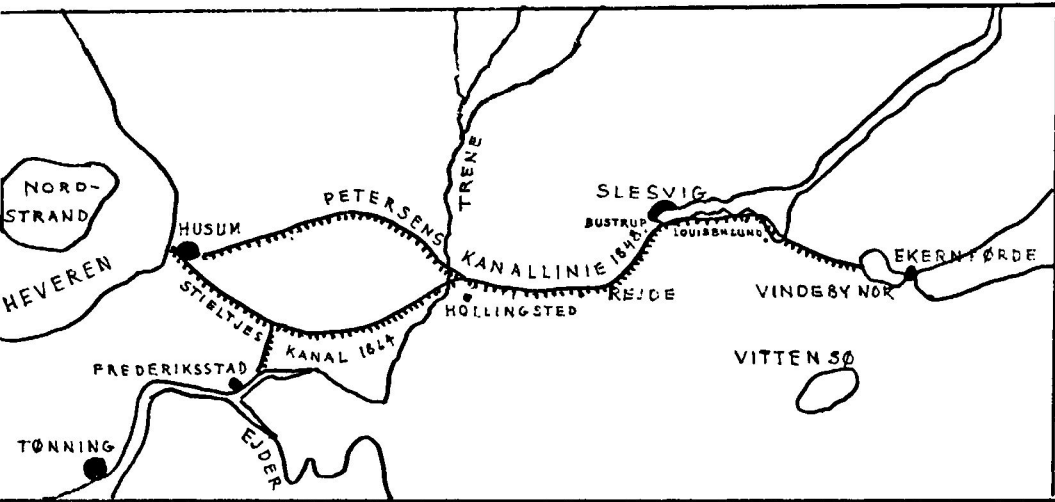 NORD-
STRAND
HEVEREN
HUSUM
PETERSENS
KANALLINIE 1848.
TRENE
STIELTJES
KANAL 1864
FREDERIKSSTAD
TØNNING
EJDER
HOLLINGSTED
REJDE
SLESVIG
BUSTRUP
LOUISENLUND
EKERNFØRDE
VINDEBY NOR
VITTEN SØ